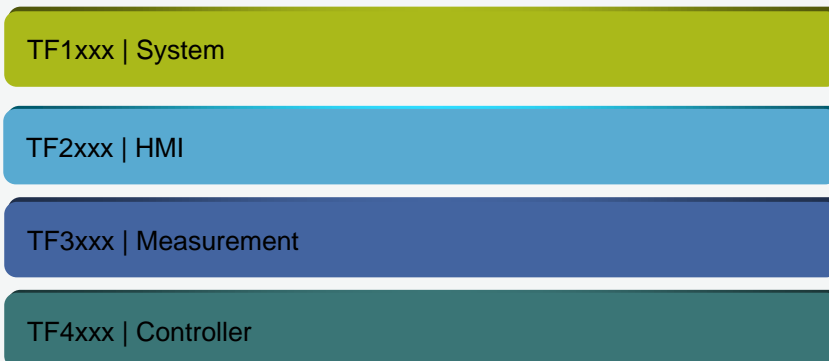 TF1xxx | System
TF2xxx | HMI
TF3xxx | Measurement
TF4xxx | Controller